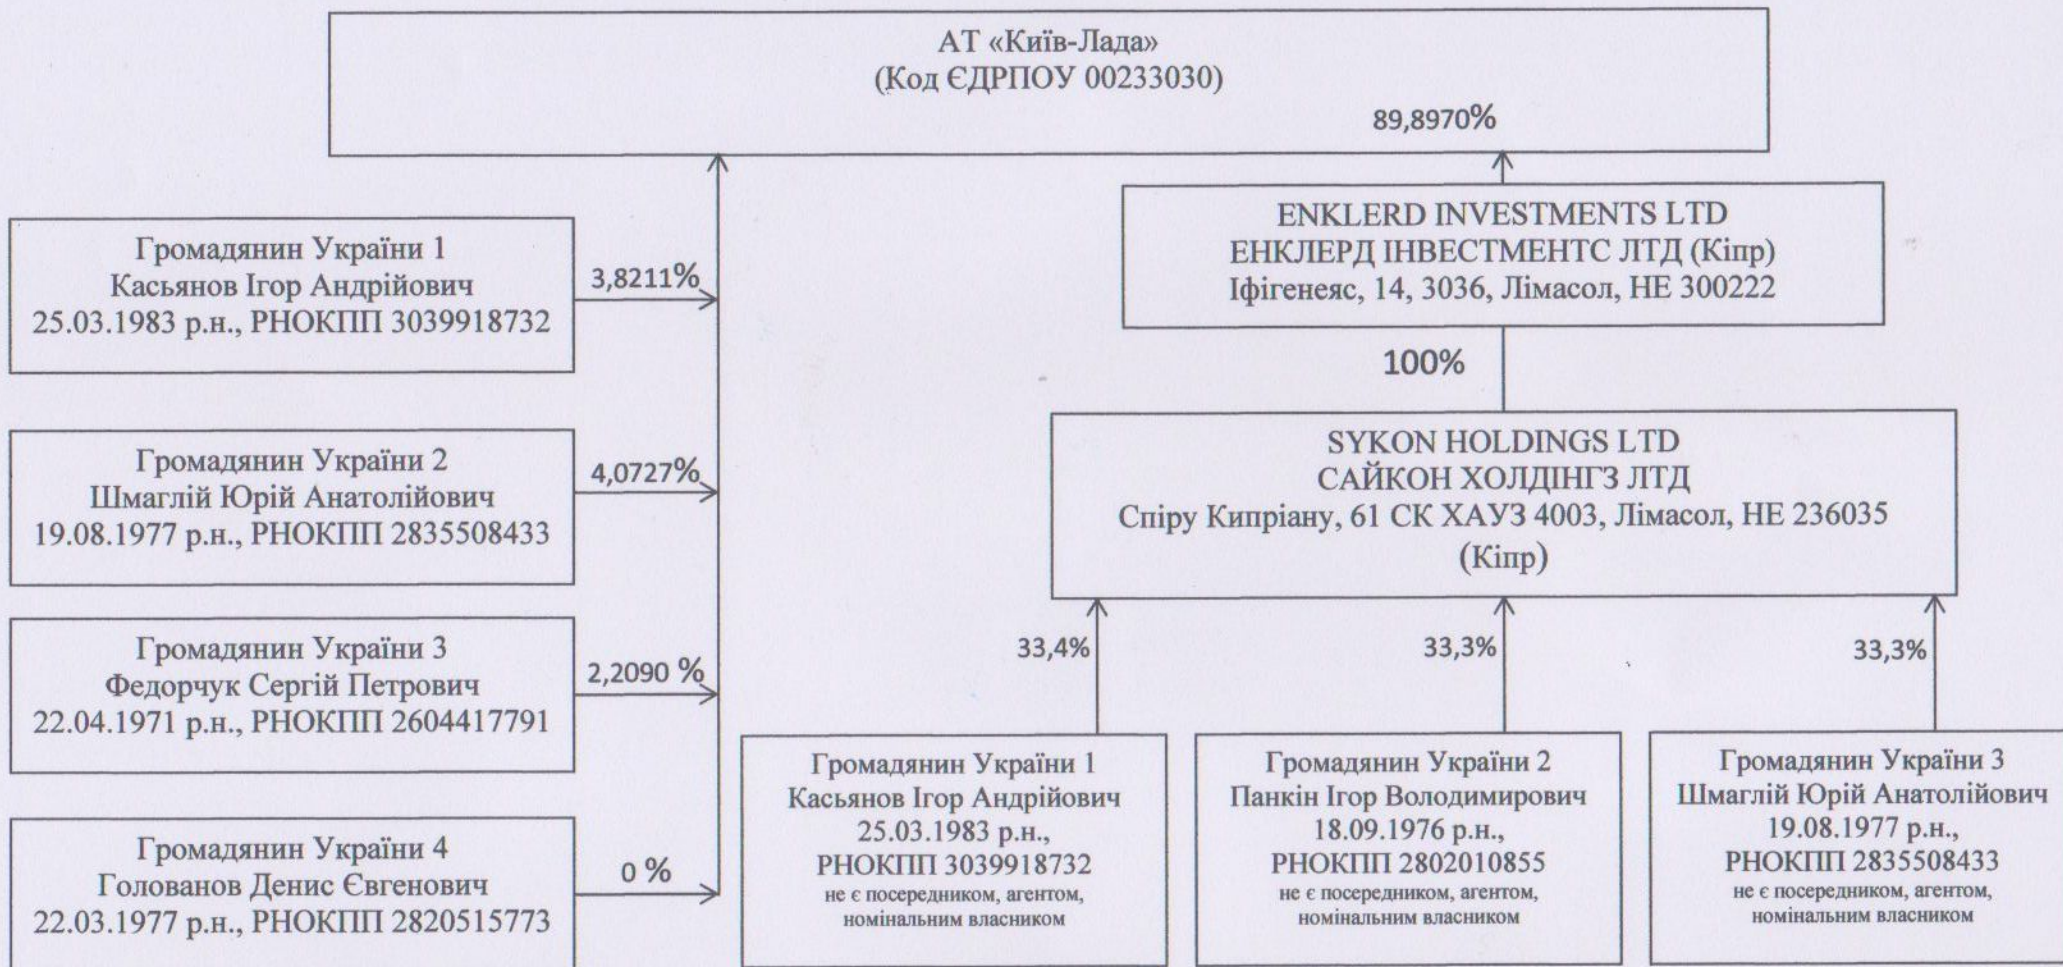 АТ «Київ-Лада»
(Код ЄДРПОУ 00233030)
89,8970%
ENKLERD INVESTMENTS LTD
ЕНКЛЕРД ІНВЕСТМЕНТС ЛТД (Кіпр)
Іфігенеяс, 14, 3036, Лімасол, НЕ 300222
100%
SYKON HOLDINGS LTD
САЙКОН ХОЛДІНГЗ ЛТД
Спіру Кипріану, 61 СК ХАУЗ 4003, Лімасол, НЕ 236035
(Кіпр)
Громадянин України 1
Касьянов Ігор Андрійович
25.03.1983 р.н., РНОКПП 3039918732
3,8211%
Громадянин України 2
Шмаглій Юрій Анатолійович
19.08.1977 р.н., РНОКПП 2835508433
4,0727%
Громадянин України 3
Федорчук Сергій Петрович
22.04.1971 р.н., РНОКПП 2604417791
2,2090 %
Громадянин України 4
Голованов Денис Євгенович
22.03.1977 р.н., РНОКПП 2820515773
0 %
33,4%
33,3%
33,3%
Громадянин України 1
Касьянов Ігор Андрійович
25.03.1983 р.н.,
РНОКПП 3039918732
не є посередником, агентом,
номінальним власником
Громадянин України 2
Панкін Ігор Володимирович
18.09.1976 р.н.,
РНОКПП 2802010855
не є посередником, агентом,
номінальним власником
Громадянин України 3
Шмаглій Юрій Анатолійович
19.08.1977 р.н.,
РНОКПП 2835508433
не є посередником, агентом,
номінальним власником